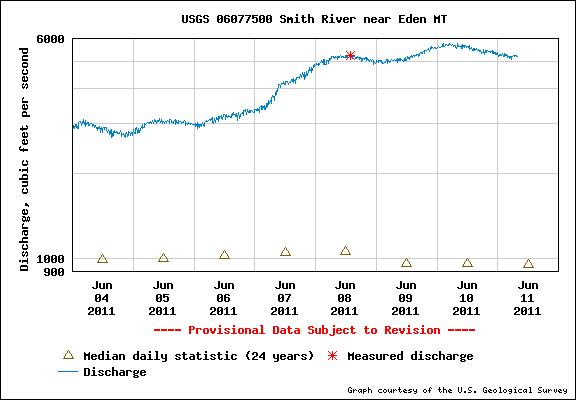 USGS 06077500 Smith River near Eden MT
Discharge, cubic feet per second
6000
1000
900
Jun Jun Jun Jun Jun Jun Jun Jun
04 05 06 07 08 09 10 11
2011 2011 2011 2011 2011 2011 2011 2011
---- Provisional Data Subject to Revision ----
Median daily statistic (24 years) Measured discharge
Discharge
Graph courtesy of the U.S. Geological Survey